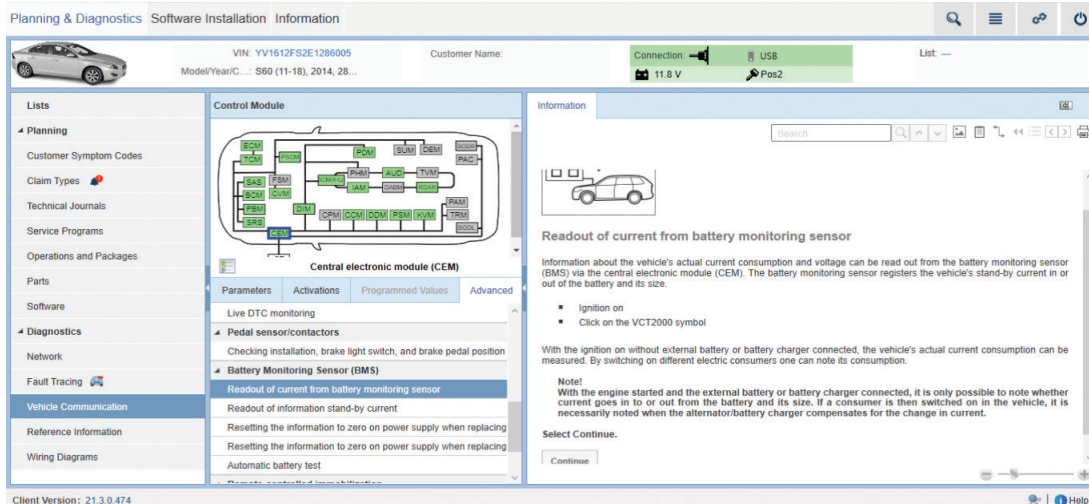 Planning & Diagnostics Software Installation Information
VIN: YV1612FS2E1286005
Customer Name:
Connection:
USB
List: —
Model/Year/C...: S60 (11-18), 2014, 28...
11.8 V
Pos2
Lists
Planning
Customer Symptom Codes
Claim Types
Technical Journals
Service Programs
Operations and Packages
Parts
Software
Diagnostics
Network
Fault Tracing
Vehicle Communication
Reference Information
Wiring Diagrams
Control Module
ECM
TCM
PSCM
PDM
SUM DEM
PAC
SAS
PSM
PHM
AUD
TVM
BCM
CVM
IAM
DABM
PBM
DIM
CPM CCM DDM PSM KVM
PAM
TRM
SRS
SODL
CEM
Central electronic module (CEM)
Parameters
Activations
Programmed Values
Advanced
Live DTC monitoring
Pedal sensor/contactors
Checking installation, brake light switch, and brake pedal position
Battery Monitoring Sensor (BMS)
Readout of current from battery monitoring sensor
Readout of information stand-by current
Resetting the information to zero on power supply when replacing
Resetting the information to zero on power supply when replacing
Automatic battery test
Information
Search
Readout of current from battery monitoring sensor
Information about the vehicle's actual current consumption and voltage can be read out from the battery monitoring sensor
(BMS) via the central electronic module (CEM). The battery monitoring sensor registers the vehicle's stand-by current in or
out of the battery and its size.
Ignition on
Click on the VCT2000 symbol
With the ignition on without external battery or battery charger connected, the vehicle's actual current consumption can be
measured. By switching on different electric consumers one can note its consumption.
Note!
With the engine started and the external battery or battery charger connected, it is only possible to note whether
current goes in to or out from the battery and its size. If a consumer is then switched on in the vehicle, it is
necessarily noted when the alternator/battery charger compensates for the change in current.
Select Continue.
Continue
Client Version: 21.3.0.474
Help